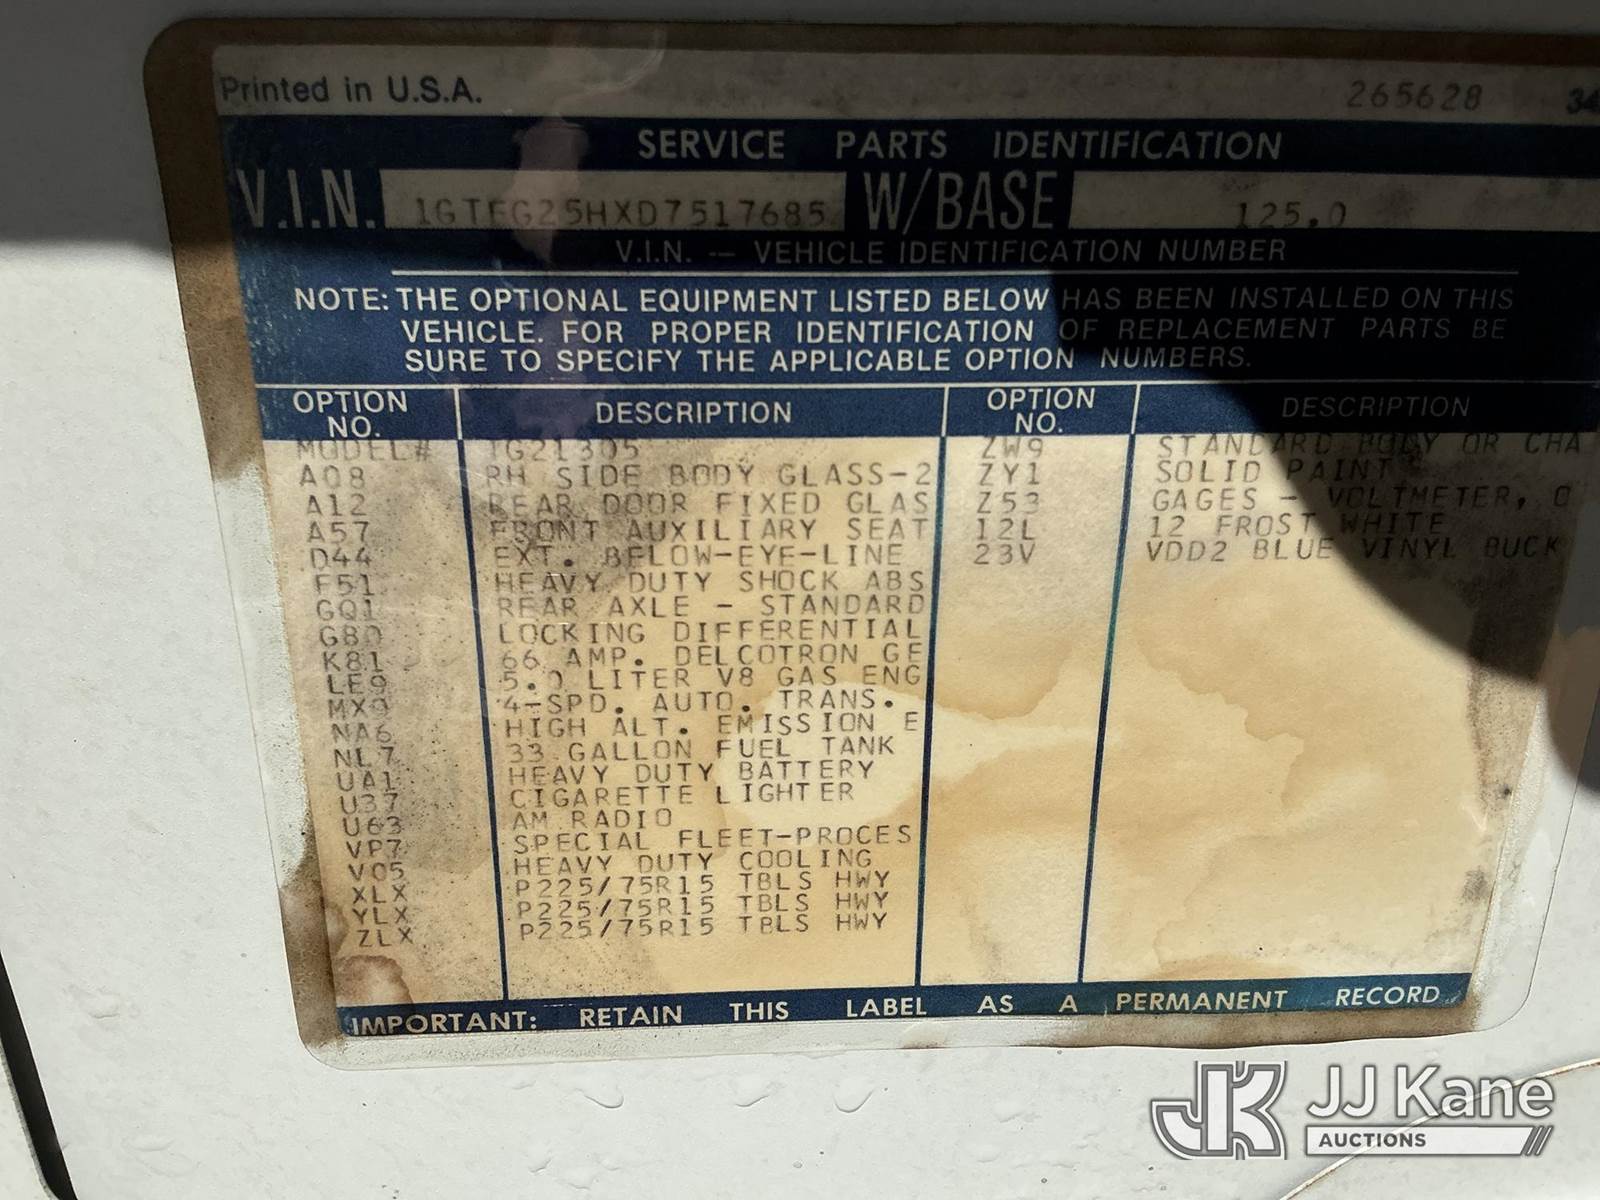 Printed in U.S.A. 265628 34
SERVICE PARTS IDENTIFICATION
V.I.N. 1GTEG25HXD7517685 W/BASE 125.0
V.I.N. -- VEHICLE IDENTIFICATION NUMBER
NOTE: THE OPTIONAL EQUIPMENT LISTED BELOW HAS BEEN INSTALLED ON THIS
VEHICLE. FOR PROPER IDENTIFICATION OF REPLACEMENT PARTS BE
SURE TO SPECIFY THE APPLICABLE OPTION NUMBERS.
OPTION NO. DESCRIPTION OPTION NO. DESCRIPTION
MODEL# TG21305 ZW9 STANDARD BODY OR CHA
A08 RH SIDE BODY GLASS-2 ZY1 SOLID PAINT
A12 REAR DOOR FIXED GLAS Z53 GAGES - VOLTMETER, O
A57 FRONT AUXILIARY SEAT 12L 12 FROST WHITE
D44 EXT. BELOW-EYE-LINE 23V VDD2 BLUE VINYL BUCK
F51 HEAVY DUTY SHOCK ABS
GQ1 REAR AXLE - STANDARD
G80 LOCKING DIFFERENTIAL
K81 66 AMP. DELCOTRON GE
LE9 5.0 LITER V8 GAS ENG
MX0 4-SPD. AUTO. TRANS.
NA6 HIGH ALT. EMISSION E
NL7 33 GALLON FUEL TANK
UA1 HEAVY DUTY BATTERY
U37 CIGARETTE LIGHTER
U63 AM RADIO
VP7 SPECIAL FLEET-PROCES
V05 HEAVY DUTY COOLING
XLX P225/75R15 TBLS HWY
YLX P225/75R15 TBLS HWY
ZLX P225/75R15 TBLS HWY
IMPORTANT: RETAIN THIS LABEL AS A PERMANENT RECORD
JK JJ Kane
AUCTIONS